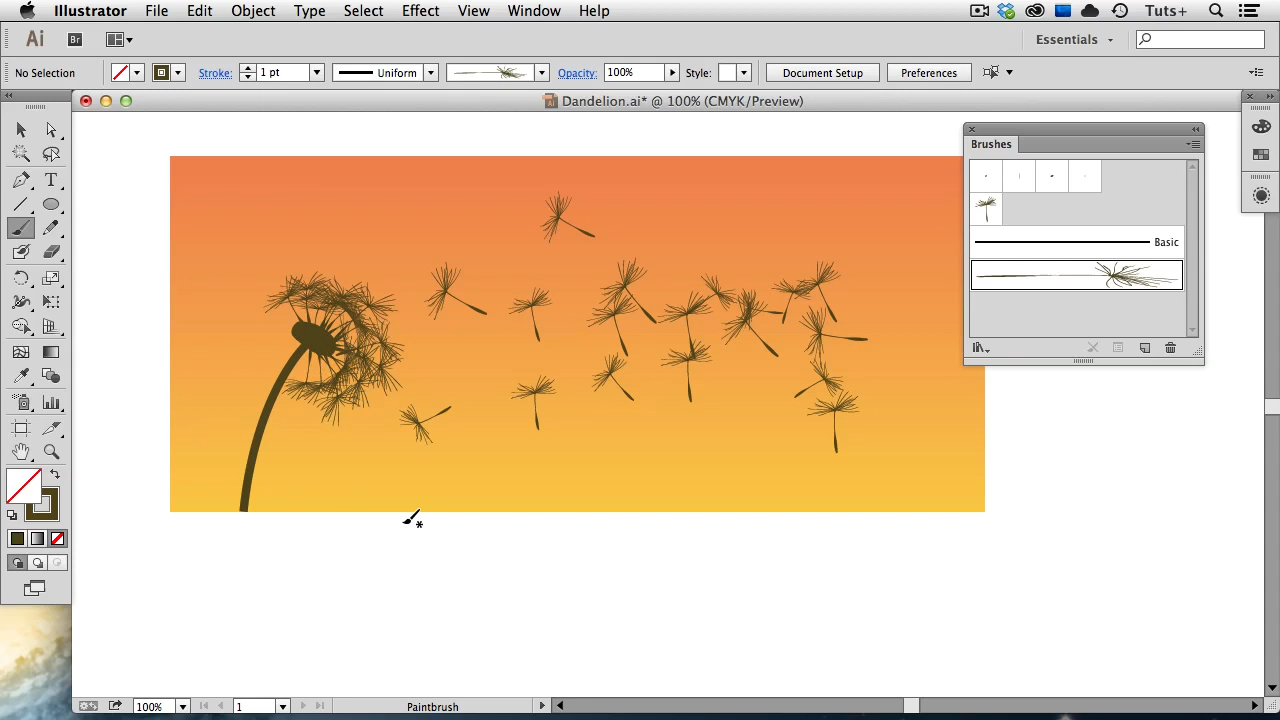 Illustrator File Edit Object Type Select Effect View Window Help Tuts+
Ai Br Essentials
No Selection Stroke: 1 pt Uniform Opacity: 100% Style: Document Setup Preferences
Dandelion.ai* @ 100% (CMYK/Preview)
Brushes
T
Basic
100% 1 Paintbrush